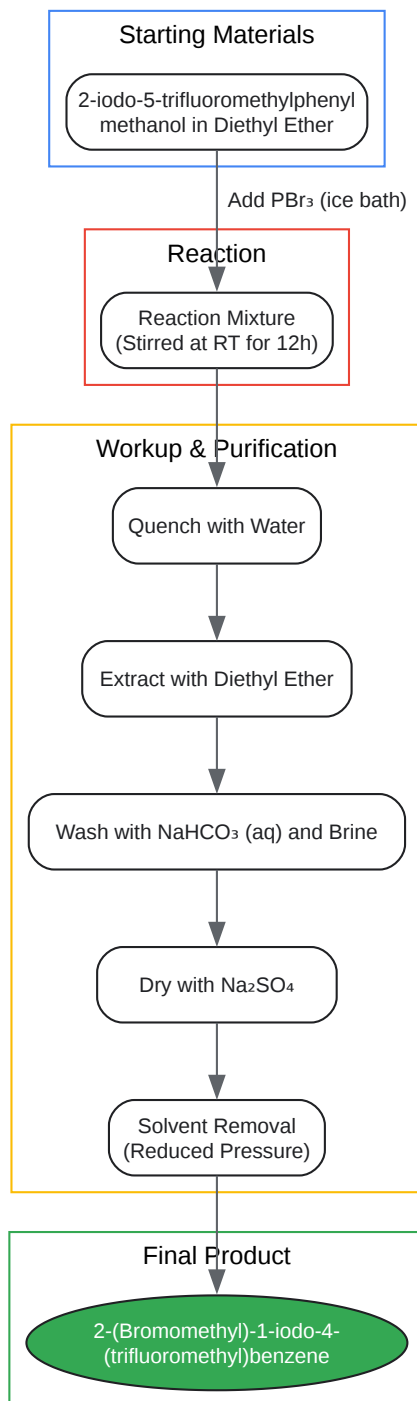 Starting Materials
2-iodo-5-trifluoromethylphenyl
methanol in Diethyl Ether
Add PBr₃ (ice bath)
Reaction
Reaction Mixture
(Stirred at RT for 12h)
Workup & Purification
Quench with Water
Extract with Diethyl Ether
Wash with NaHCO₃ (aq) and Brine
Dry with Na₂SO₄
Solvent Removal
(Reduced Pressure)
Final Product
2-(Bromomethyl)-1-iodo-4-
(trifluoromethyl)benzene